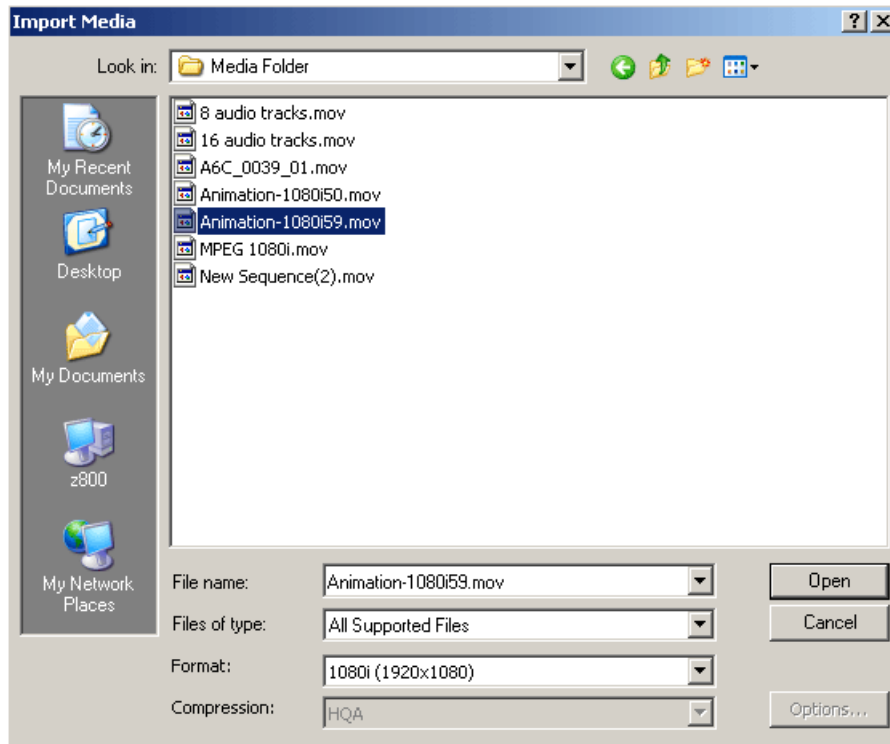 Import Media
Look in:
Media Folder
My Recent
Documents
Desktop
My Documents
z800
My Network
Places
8 audio tracks.mov
16 audio tracks.mov
A6C_0039_01.mov
Animation-1080i50.mov
Animation-1080i59.mov
MPEG 1080i.mov
New Sequence(2).mov
File name:
Animation-1080i59.mov
Open
Files of type:
All Supported Files
Cancel
Format:
1080i (1920x1080)
Compression:
HQA
Options...